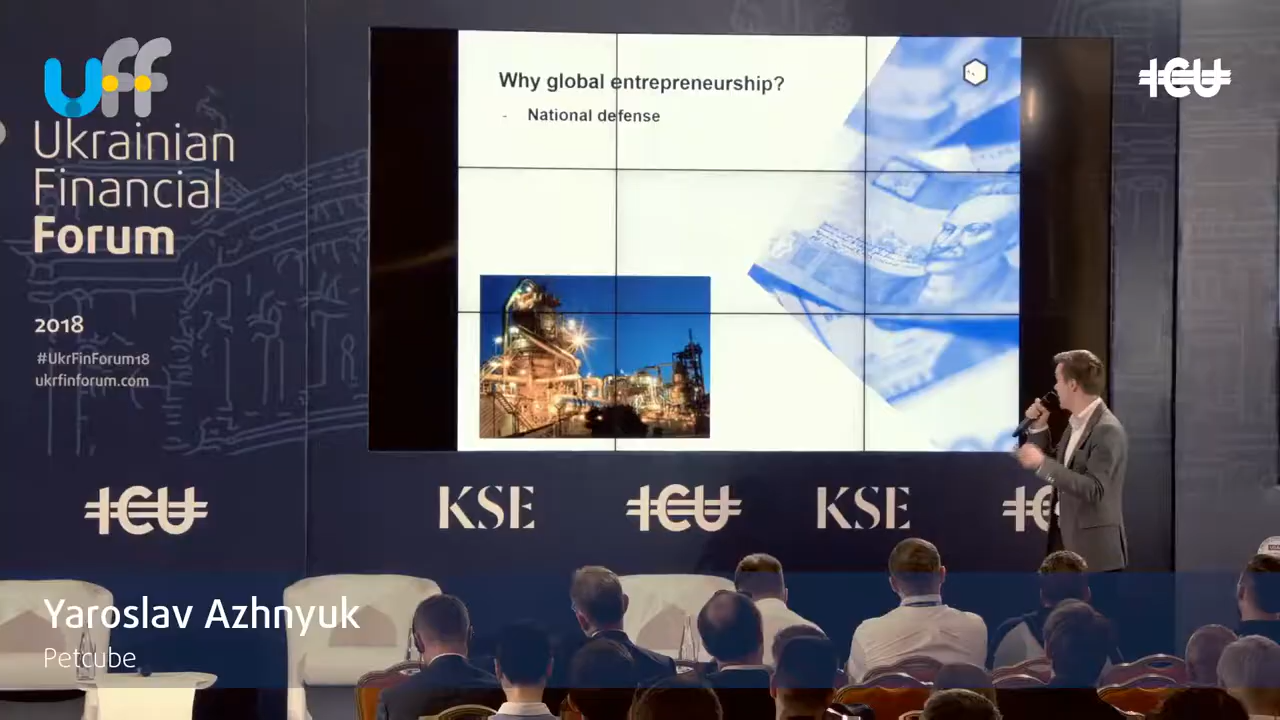 uff
Ukrainian
Financial
Forum
2018
#UkrFinForum18
ukrfinforum.com
Why global entrepreneurship?
- National defense
ICU
ICU
KSE
ICU
KSE
Yaroslav Azhnyuk
Petcube